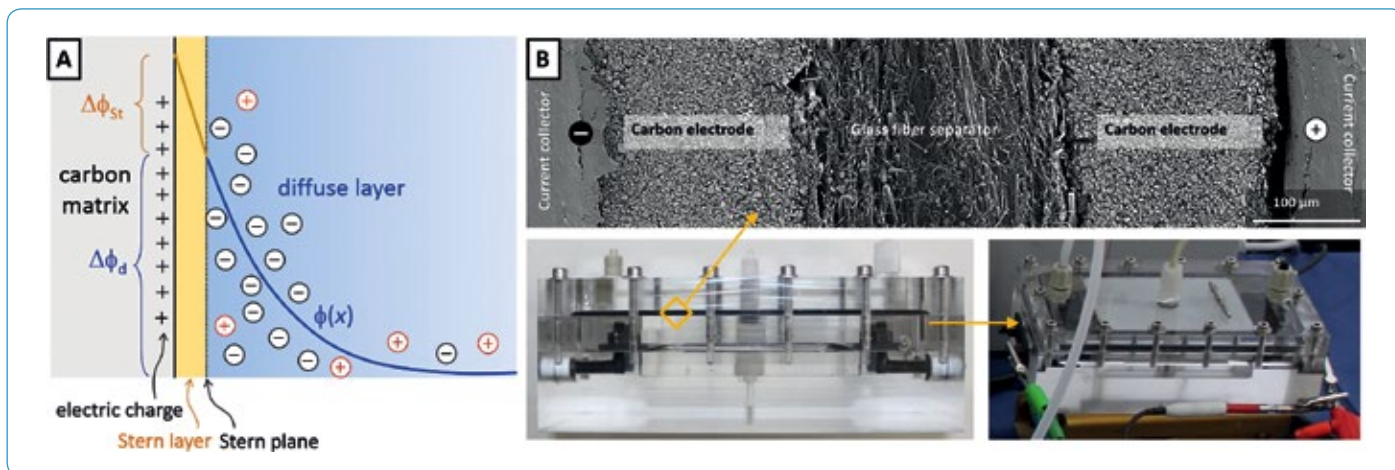 A
Δϕ_St
carbon
matrix
Δϕ_d
diffuse layer
ϕ(x)
electric charge
Stern layer
Stern plane
B
Current collector
Carbon electrode
Glass fiber separator
Carbon electrode
Current collector
100 µm